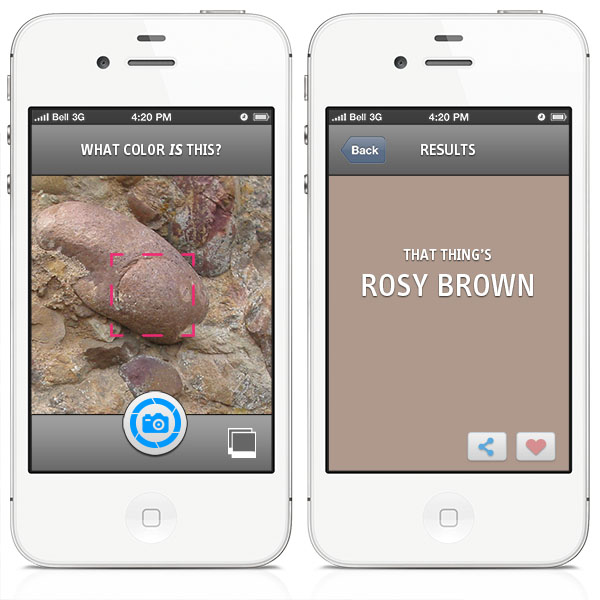 Bell 3G 4:20 PM
WHAT COLOR IS THIS?
Bell 3G 4:20 PM
Back RESULTS
THAT THING'S
ROSY BROWN